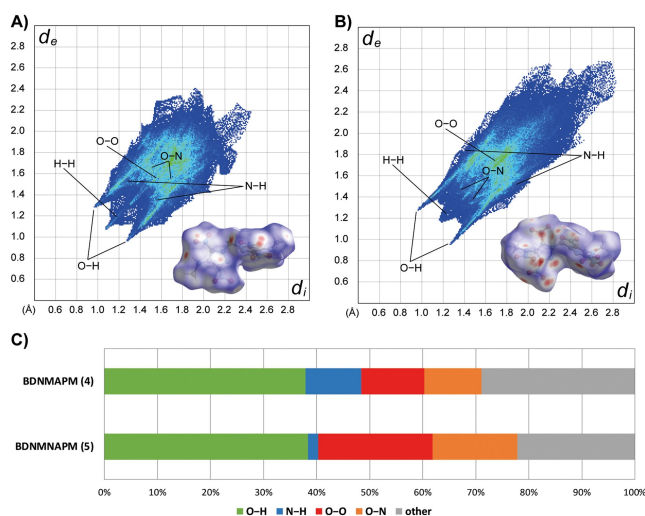 A)
d_e
2.8
2.6
2.4
2.2
2.0
1.8
1.6
1.4
1.2
1.0
0.8
0.6
O–O
O–N
H–H
N–H
O–H
d_i
(Å) 0.6 0.8 1.0 1.2 1.4 1.6 1.8 2.0 2.2 2.4 2.6 2.8
B)
d_e
2.8
2.6
2.4
2.2
2.0
1.8
1.6
1.4
1.2
1.0
0.8
0.6
O–O
H–H
N–H
O–N
O–H
d_i
(Å) 0.6 0.8 1.0 1.2 1.4 1.6 1.8 2.0 2.2 2.4 2.6 2.8
C)
BDNMAPM (4)
BDNMNAPM (5)
0% 10% 20% 30% 40% 50% 60% 70% 80% 90% 100%
O–H N–H O–O O–N other